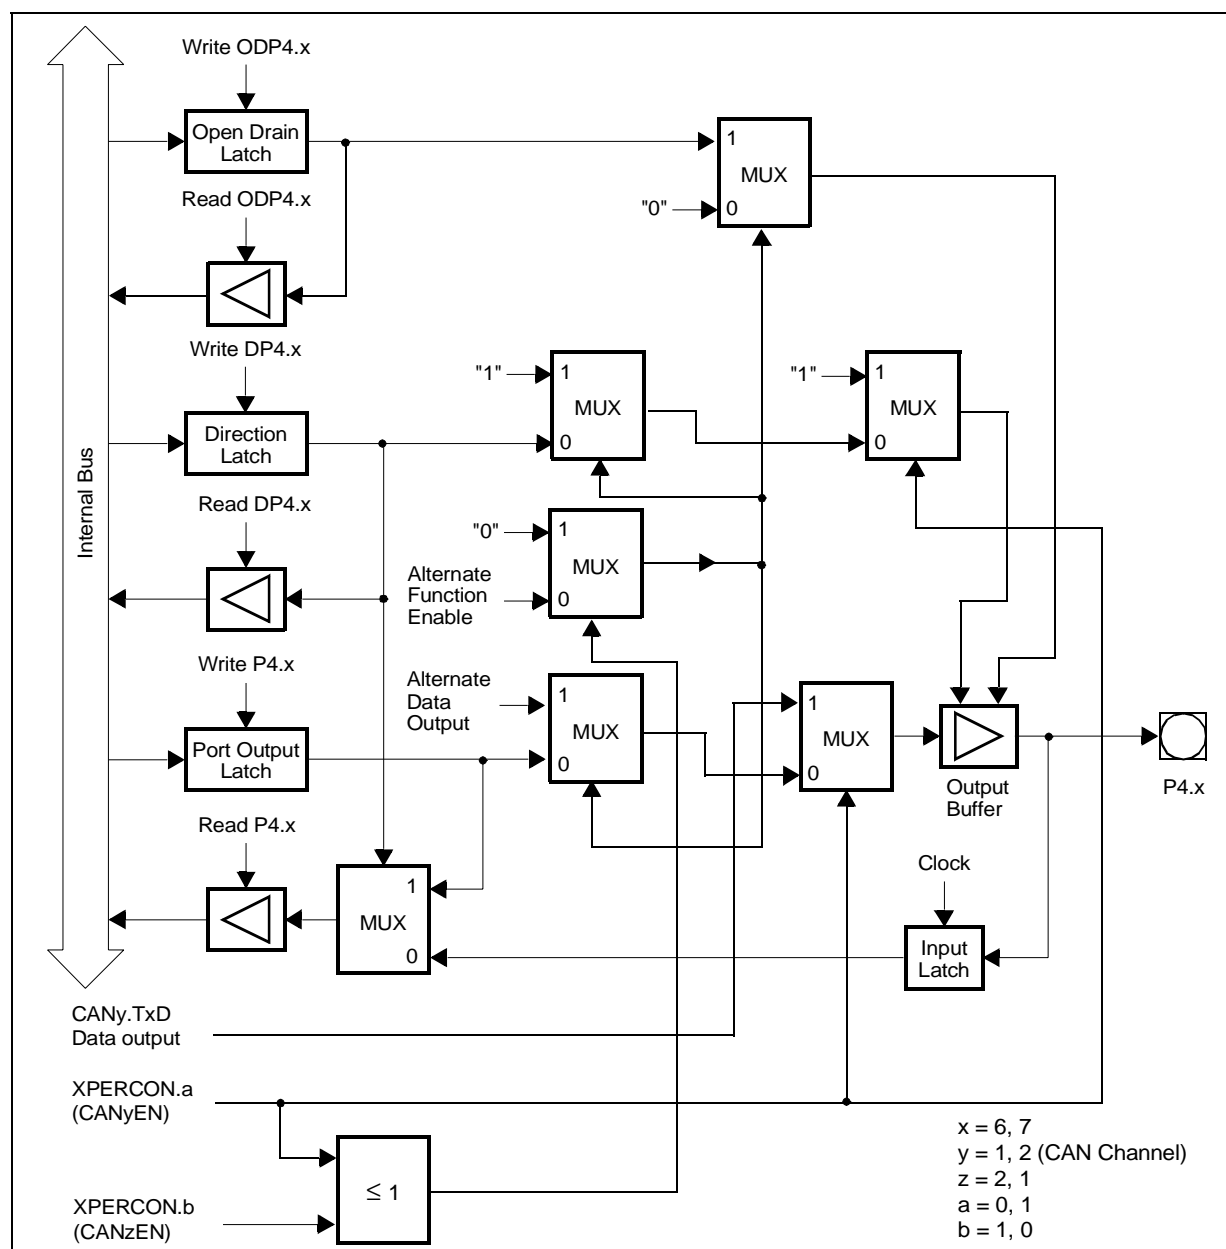 Write ODP4.x
Open Drain
Latch
1
MUX
"0"
0
Read ODP4.x
Write DP4.x
"1"
1
MUX
0
"1"
1
MUX
0
Direction
Latch
Internal Bus
Read DP4.x
"0"
1
MUX
0
Alternate
Function
Enable
Write P4.x
Alternate
Data
Output
1
MUX
0
1
MUX
0
Port Output
Latch
Output
Buffer
P4.x
Read P4.x
1
MUX
0
Clock
Input
Latch
CANy.TxD
Data output
XPERCON.a
(CANyEN)
≤ 1
XPERCON.b
(CANzEN)
x = 6, 7
y = 1, 2 (CAN Channel)
z = 2, 1
a = 0, 1
b = 1, 0